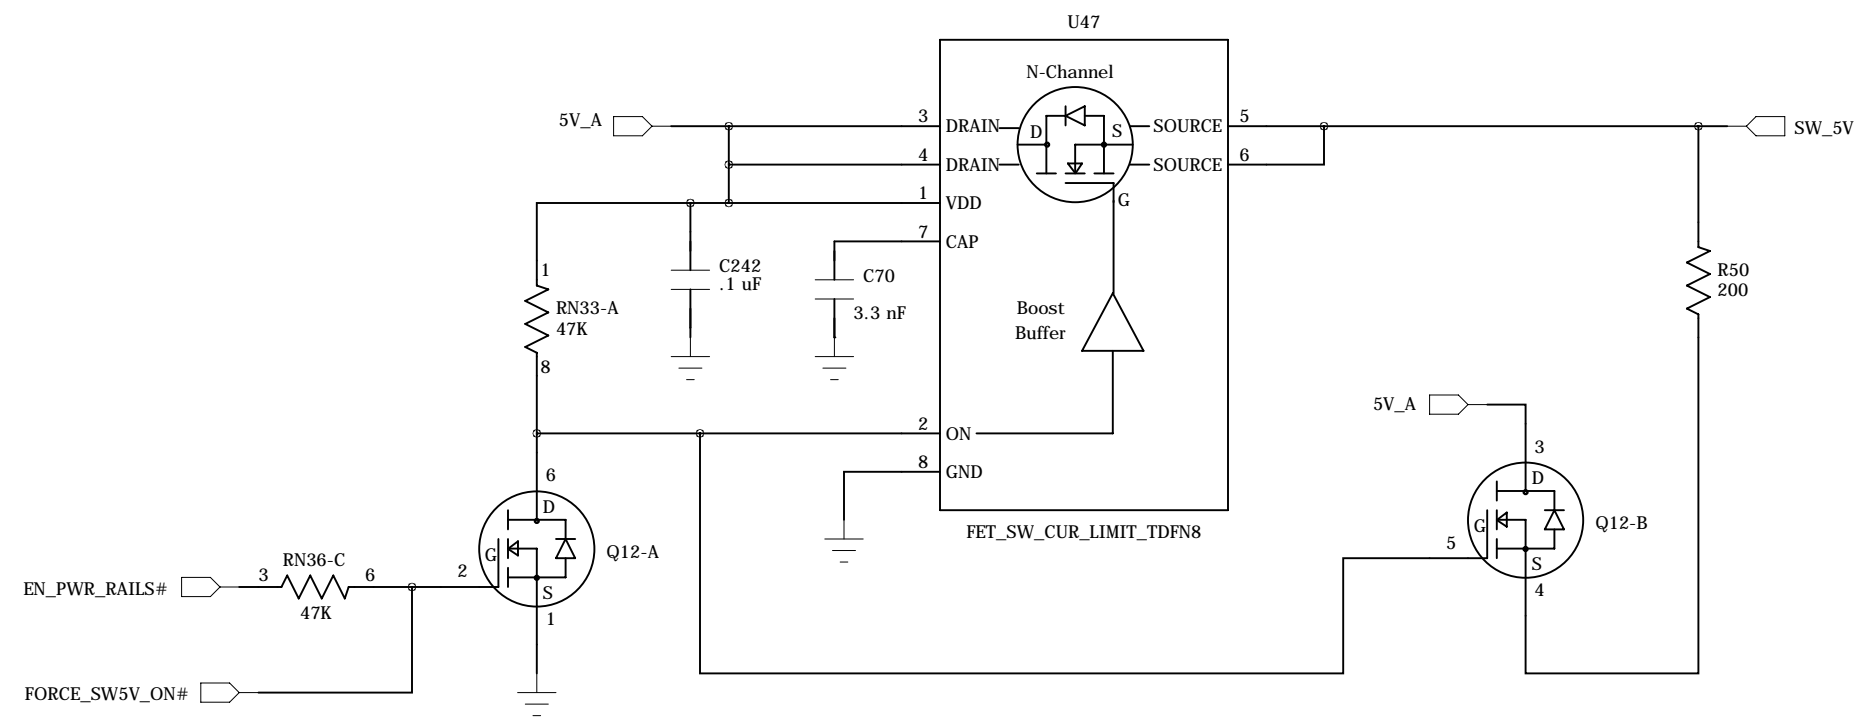 U47
N-Channel
5V_A
3
DRAIN
D
S
SOURCE
5
SW_5V
4
DRAIN
SOURCE
6
1
VDD
G
7
CAP
C242
.1 uF
C70
3.3 nF
1
RN33-A
47K
8
Boost
Buffer
R50
200
5V_A
2
ON
8
GND
FET_SW_CUR_LIMIT_TDFN8
6
D
G
Q12-A
S
1
3
D
G
Q12-B
5
S
4
RN36-C
EN_PWR_RAILS#
3
6
2
47K
FORCE_SW5V_ON#